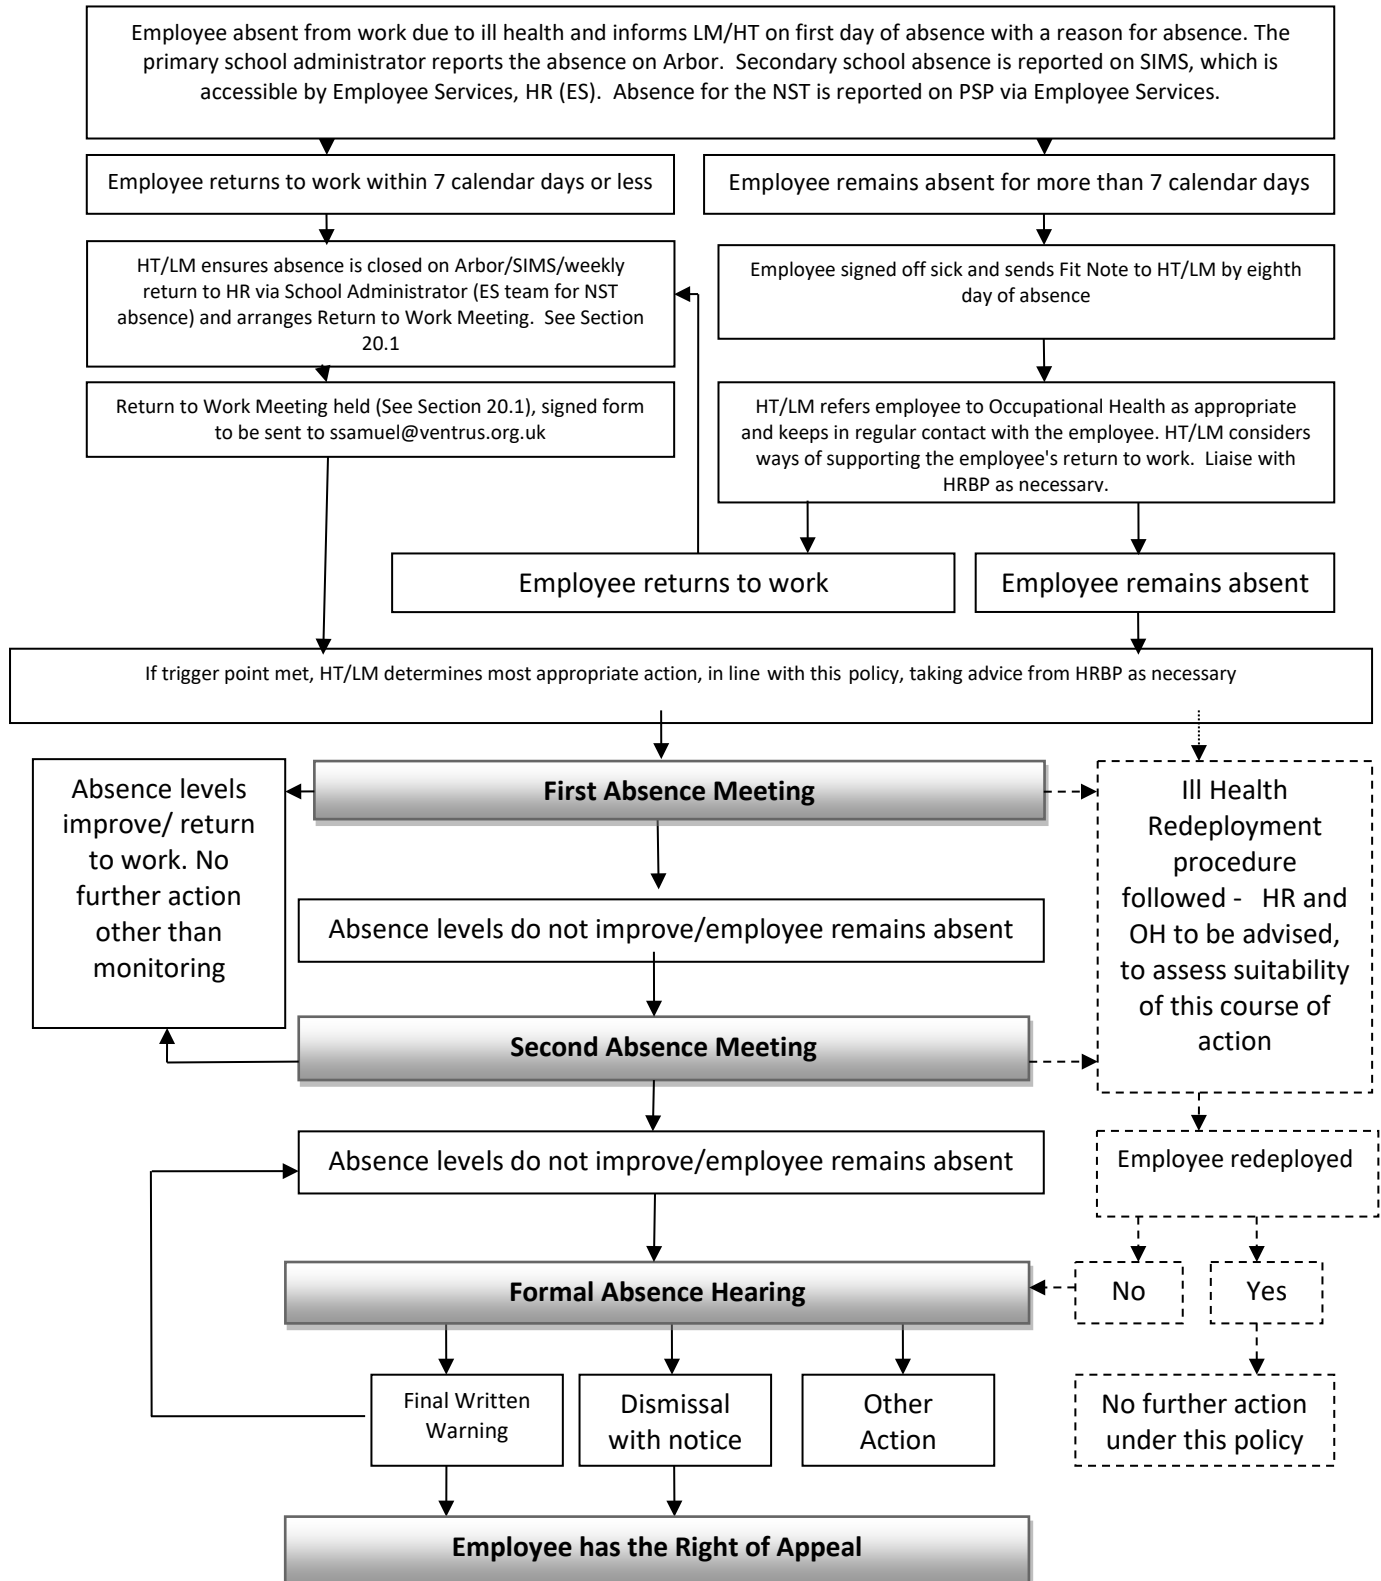 Employee absent from work due to ill health and informs LM/HT on first day of absence with a reason for absence. The
primary school administrator reports the absence on Arbor.  Secondary school absence is reported on SIMS, which is
accessible by Employee Services, HR (ES).  Absence for the NST is reported on PSP via Employee Services.
Employee returns to work within 7 calendar days or less
Employee remains absent for more than 7 calendar days
HT/LM ensures absence is closed on Arbor/SIMS/weekly
return to HR via School Administrator (ES team for NST
absence) and arranges Return to Work Meeting.  See Section
20.1
Employee signed off sick and sends Fit Note to HT/LM by eighth
day of absence
Return to Work Meeting held (See Section 20.1), signed form
to be sent to ssamuel@ventrus.org.uk
HT/LM refers employee to Occupational Health as appropriate
and keeps in regular contact with the employee. HT/LM considers
ways of supporting the employee's return to work.  Liaise with
HRBP as necessary.
Employee returns to work
Employee remains absent
If trigger point met, HT/LM determines most appropriate action, in line with this policy, taking advice from HRBP as necessary
Absence levels
improve/ return
to work. No
further action
other than
monitoring
First Absence Meeting
Ill Health
Redeployment
procedure
followed -   HR and
OH to be advised,
to assess suitability
of this course of
action
Absence levels do not improve/employee remains absent
Second Absence Meeting
Absence levels do not improve/employee remains absent
Employee redeployed
Formal Absence Hearing
No
Yes
Final Written
Warning
Dismissal
with notice
Other
Action
No further action
under this policy
Employee has the Right of Appeal